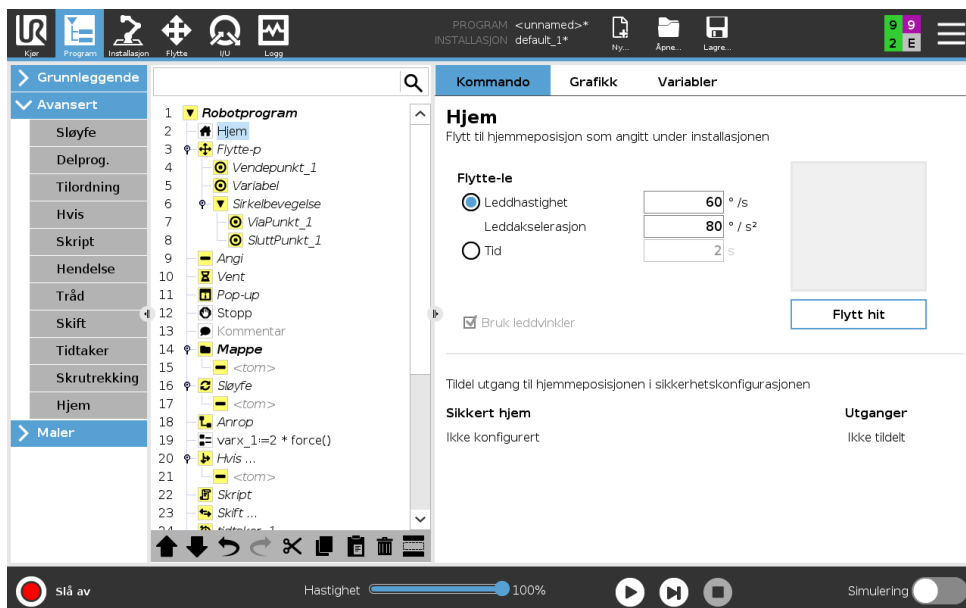 PROGRAM <unnamed>*
INSTALLASJON default_1*
Kjør
Program
Installasjon
Flytte
I/U
Logg
Ny...
Åpne...
Lagre...
9 9
2 E
Grunnleggende
Avansert
Sløyfe
Delprog.
Tilordning
Hvis
Skript
Hendelse
Tråd
Skift
Tidtaker
Skrutrekking
Hjem
Maler
1 Robotprogram
2 Hjem
3 Flytte-p
4 Vendepunkt_1
5 Variabel
6 Sirkelbevegelse
7 ViaPunkt_1
8 SluttPunkt_1
9 Angi
10 Vent
11 Pop-up
12 Stopp
13 Kommentar
14 Mappe
15 <tom>
16 Sløyfe
17 <tom>
18 Anrop
19 varx_1:=2 * force()
20 Hvis ...
21 <tom>
22 Skript
23 Skift ...
24 tidtaker_1
Kommando Grafikk Variabler
Hjem
Flytt til hjemmeposisjon som angitt under installasjonen
Flytte-le
Leddhastighet 60 ° /s
Leddakselerasjon 80 ° / s²
Tid 2 s
Flytt hit
Bruk leddvinkler
Tildel utgang til hjemmeposisjonen i sikkerhetskonfigurasjonen
Sikkert hjem Utganger
Ikke konfigurert Ikke tildelt
Slå av
Hastighet 100%
Simulering